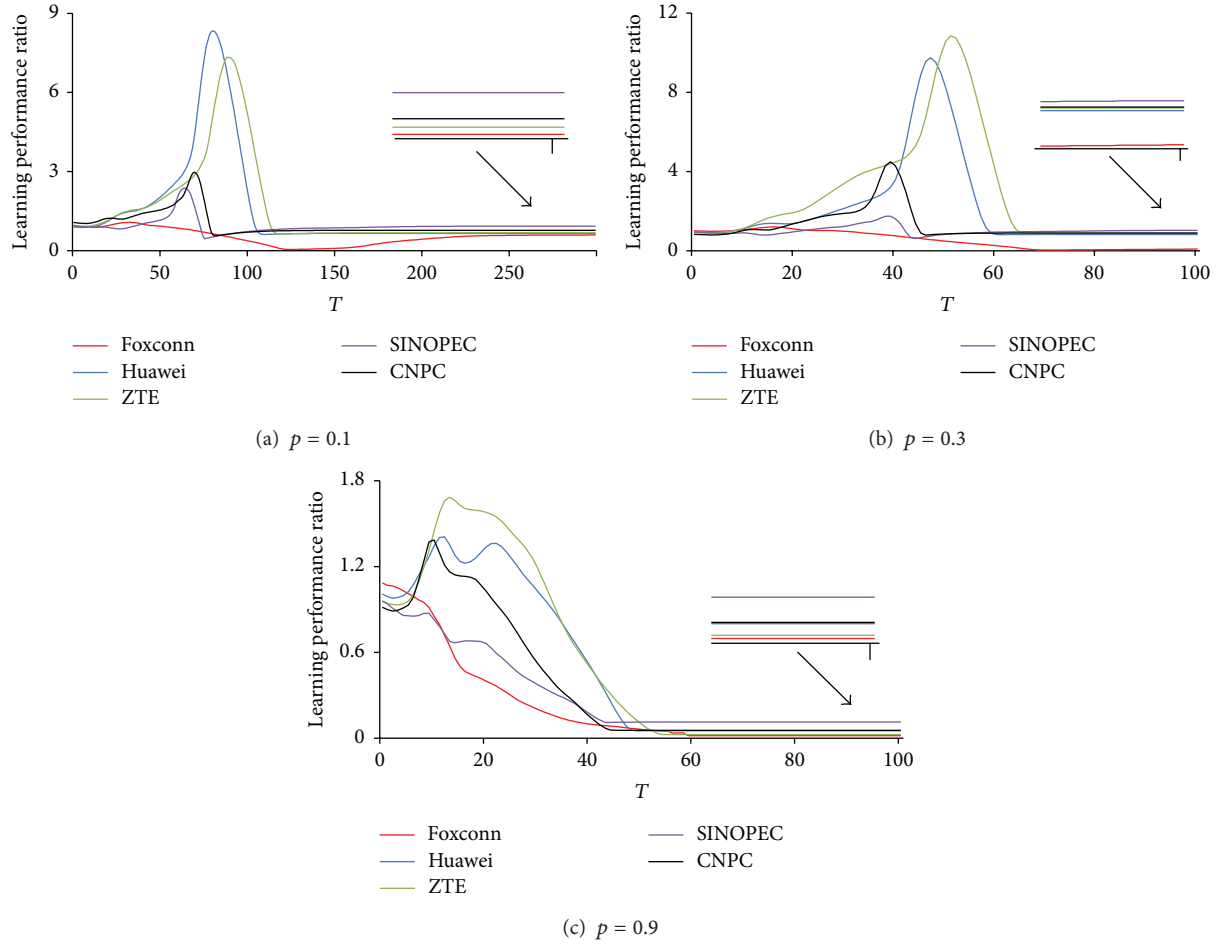 Learning performance ratio
9
6
3
0
0 50 100 150 200 250
T
Foxconn
Huawei
ZTE
SINOPEC
CNPC
(a) p = 0.1
Learning performance ratio
12
8
4
0
0 20 40 60 80 100
T
Foxconn
Huawei
ZTE
SINOPEC
CNPC
(b) p = 0.3
Learning performance ratio
1.8
1.2
0.6
0
0 20 40 60 80 100
T
Foxconn
Huawei
ZTE
SINOPEC
CNPC
(c) p = 0.9